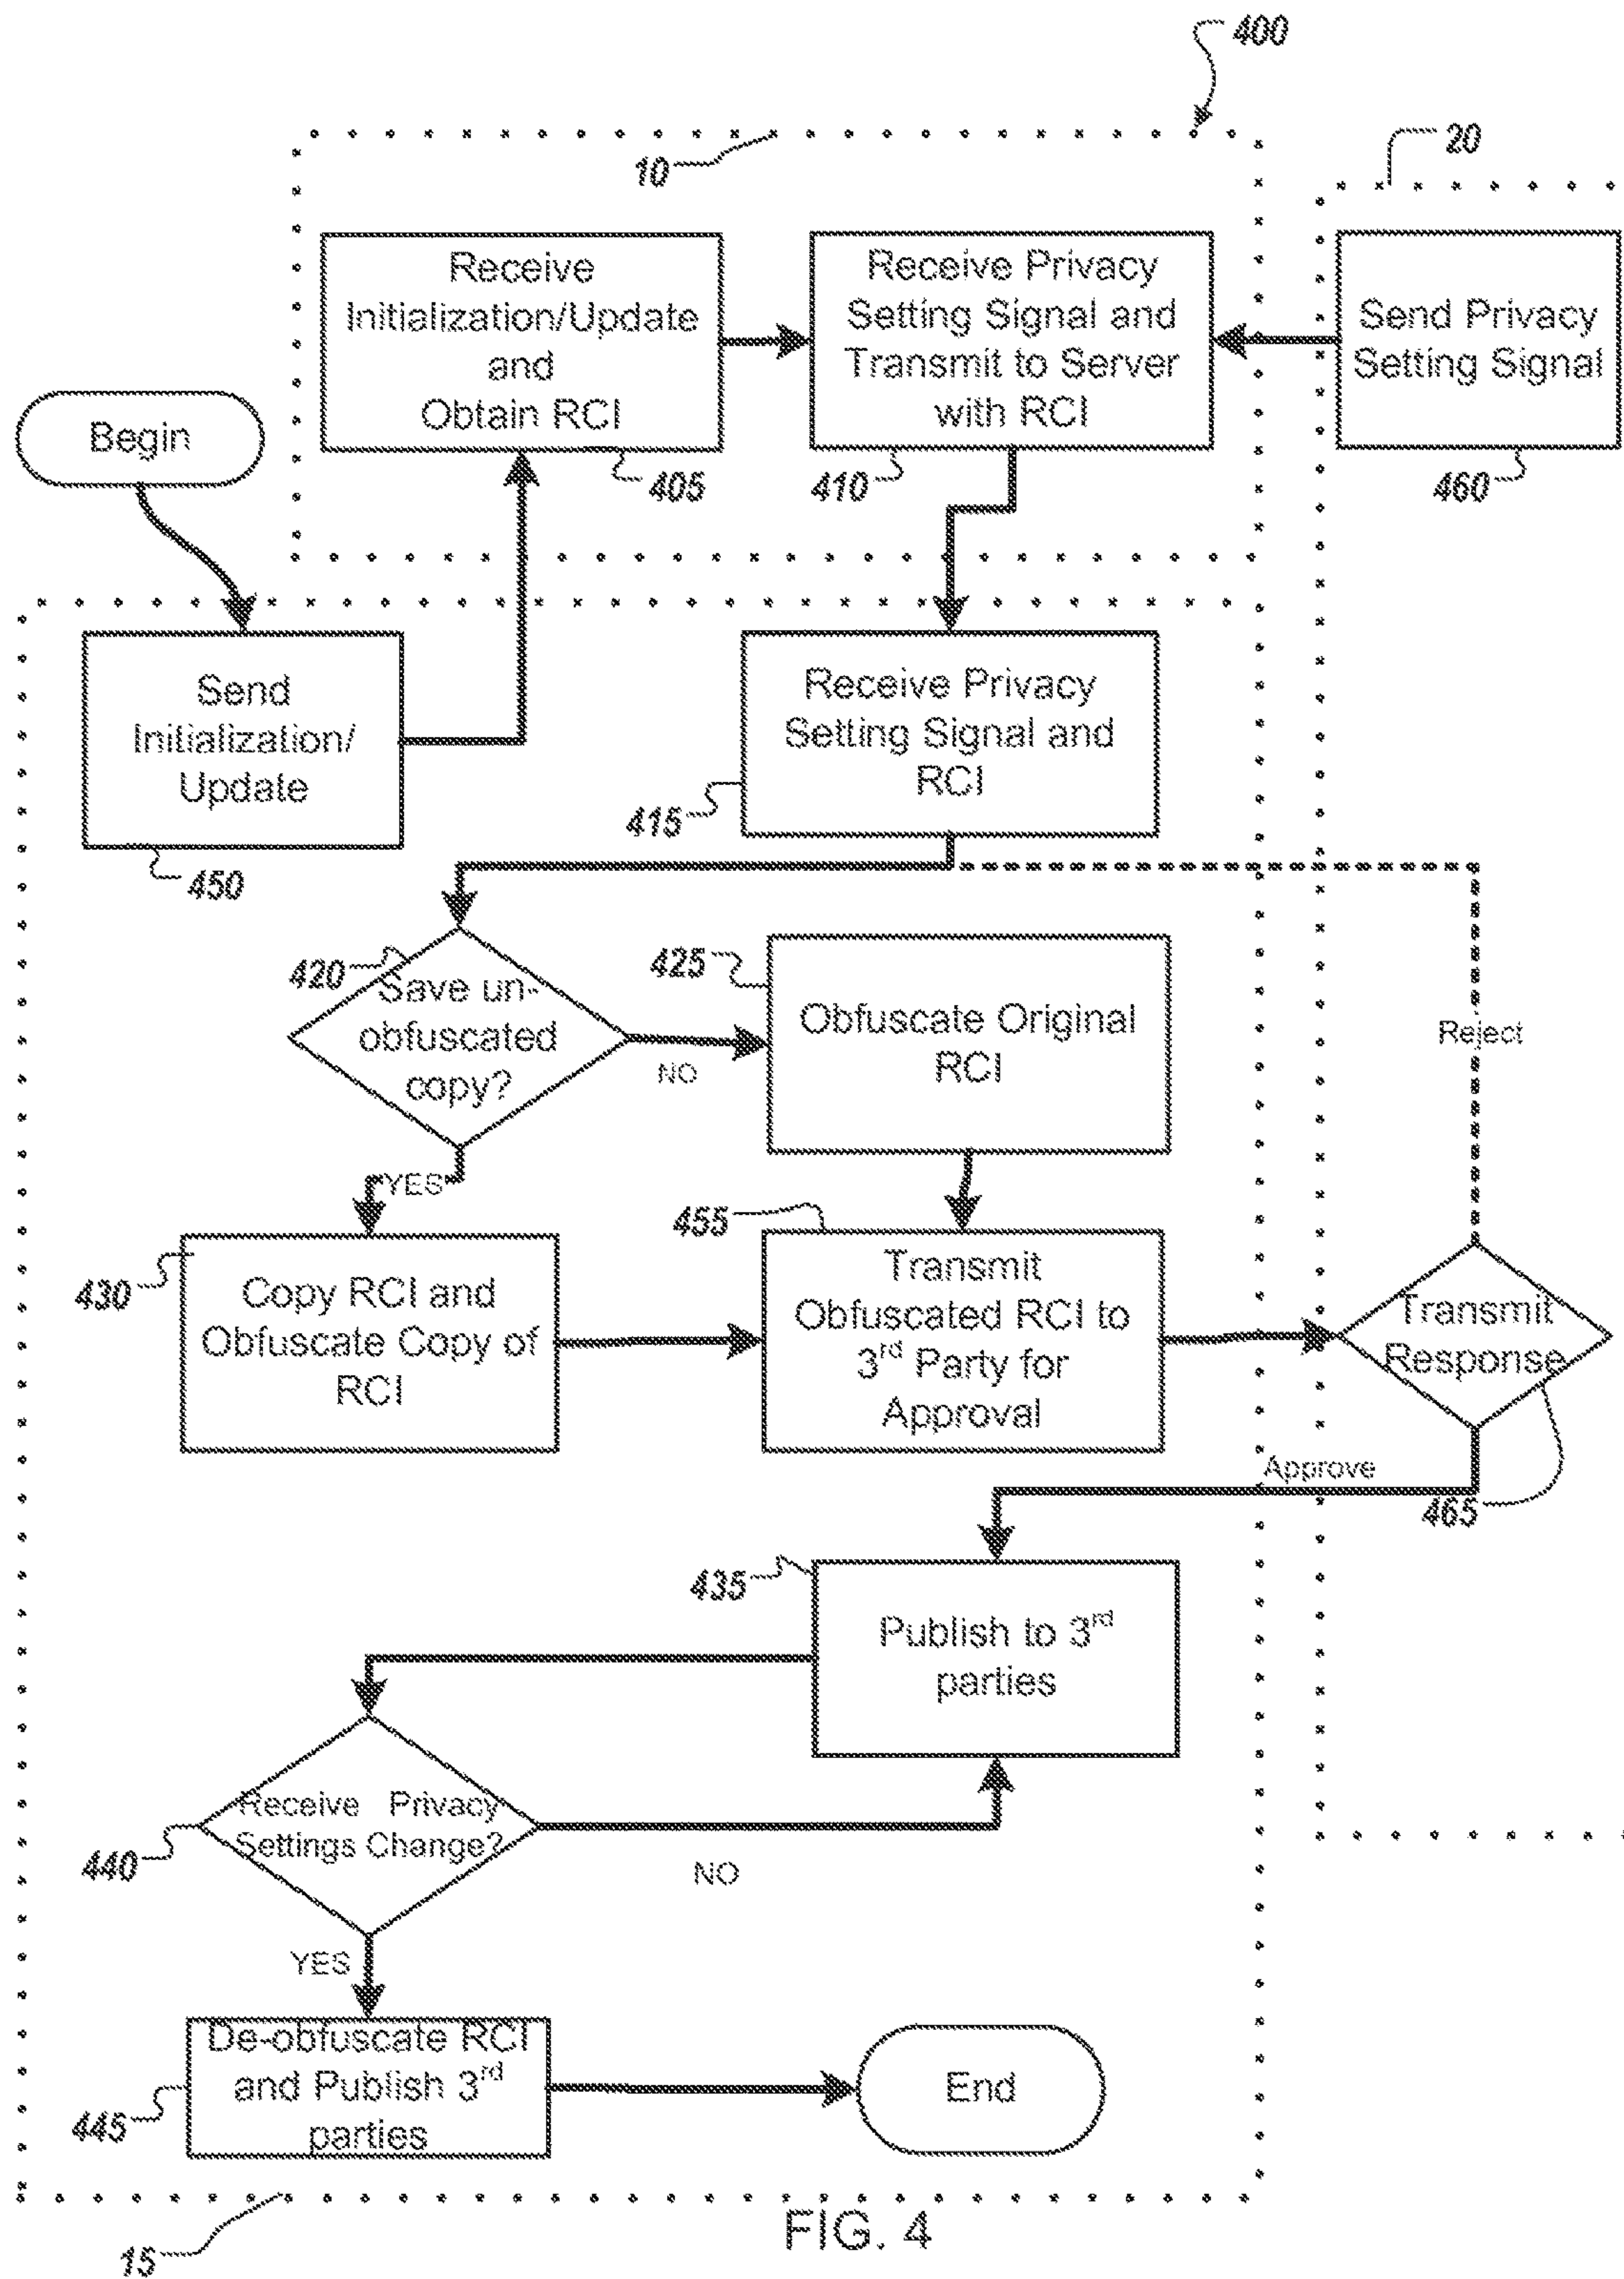 400
10
20
Receive
Initialization/Update
and
Obtain RCI
405
Receive Privacy
Setting Signal and
Transmit to Server
with RCI
410
Send Privacy
Setting Signal
460
Begin
Send
Initialization/
Update
450
Receive Privacy
Setting Signal and
RCI
415
420
Save un-
obfuscated
copy?
NO
YES
425
Obfuscate Original
RCI
Reject
430
Copy RCI and
Obfuscate Copy of
RCI
455
Transmit
Obfuscated RCI to
3rd Party for
Approval
Transmit
Response
465
Approve
435
Publish to 3rd
parties
440
Receive Privacy
Settings Change?
NO
YES
445
De-obfuscate RCI
and Publish 3rd
parties
End
15
FIG. 4